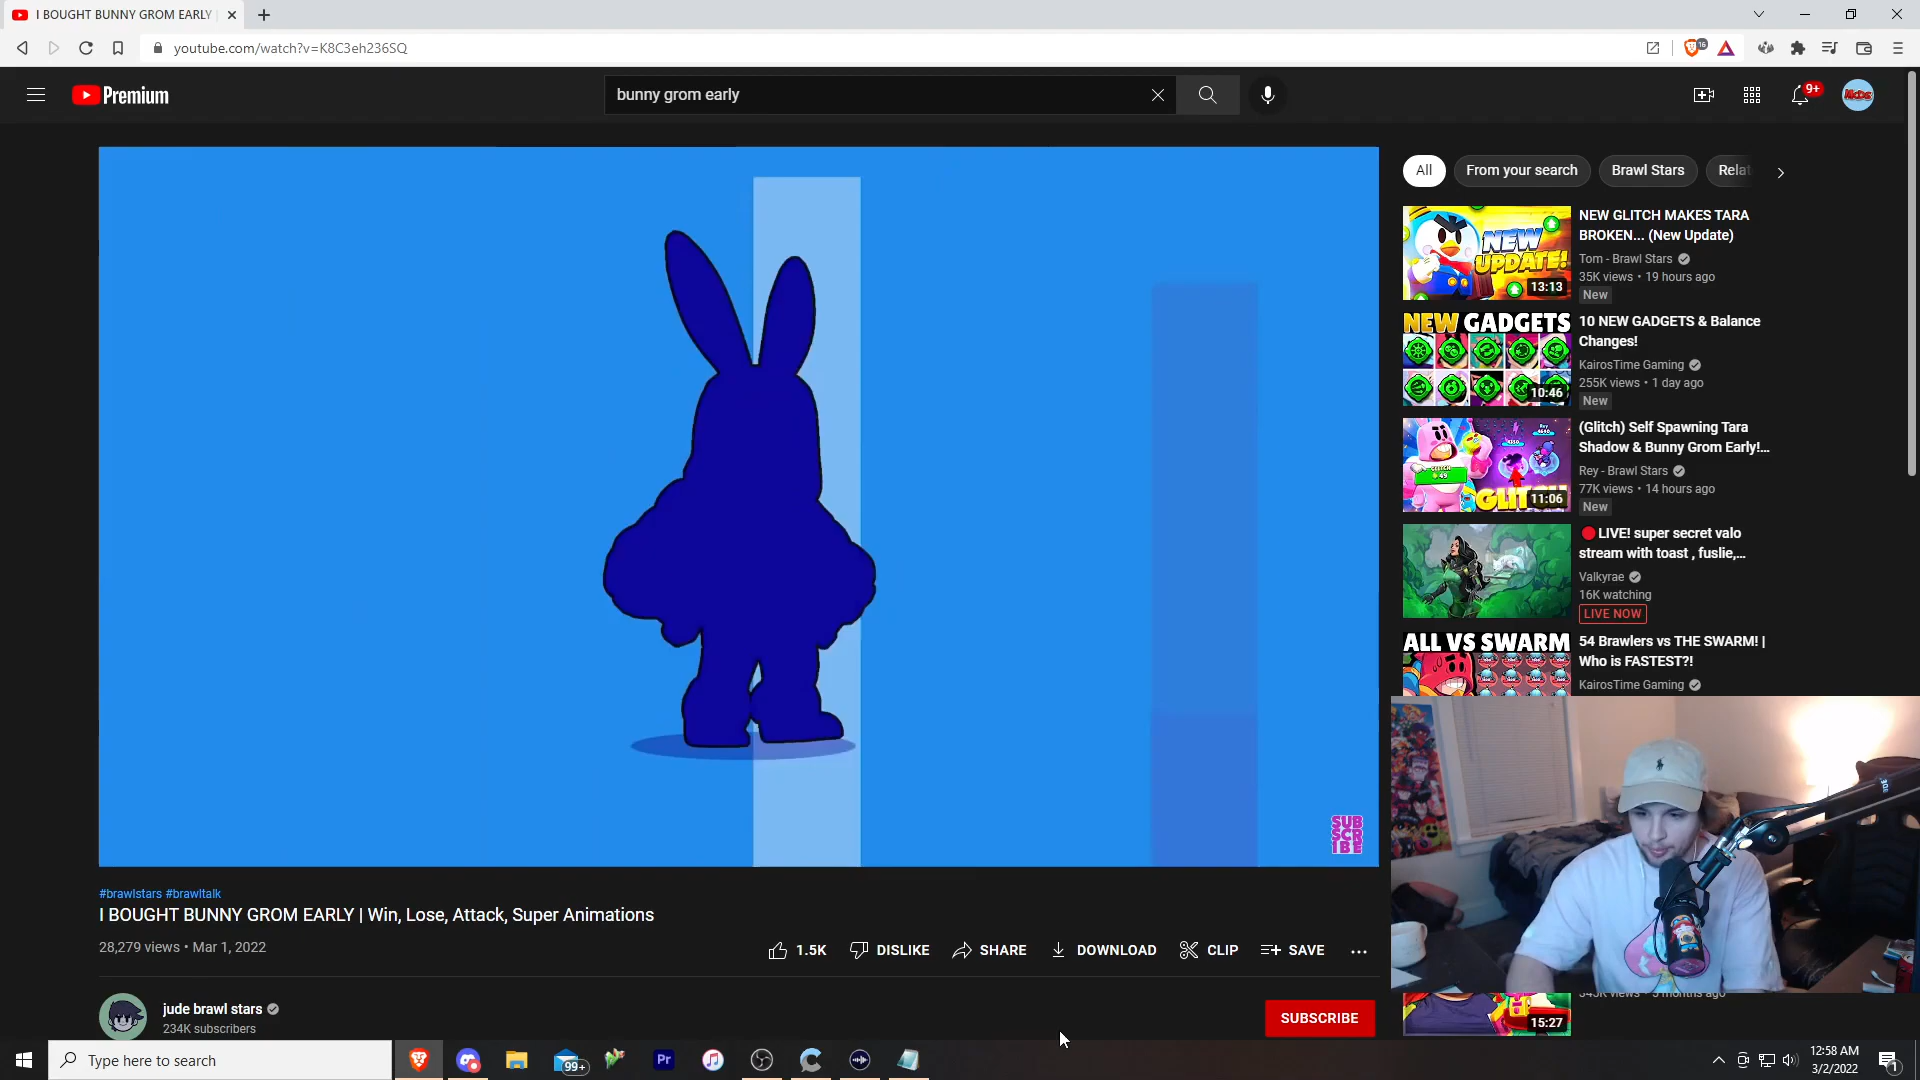 I BOUGHT BUNNY GROM EARLY
youtube.com/watch?v=K8C3eh236SQ
16
Premium
bunny grom early
9+
All
From your search
Brawl Stars
Relat
NEW UPDATE!
13:13
NEW GLITCH MAKES TARA
BROKEN... (New Update)
Tom - Brawl Stars
35K views • 19 hours ago
New
NEW GADGETS
10:46
10 NEW GADGETS & Balance
Changes!
KairosTime Gaming
255K views • 1 day ago
New
GLITCH
11:06
(Glitch) Self Spawning Tara
Shadow & Bunny Grom Early!...
Rey - Brawl Stars
77K views • 14 hours ago
New
LIVE! super secret valo
stream with toast , fuslie,...
Valkyrae
16K watching
LIVE NOW
ALL VS SWARM
54 Brawlers vs THE SWARM! |
Who is FASTEST?!
KairosTime Gaming
SUB
SCR
IBE
#brawlstars #brawltalk
I BOUGHT BUNNY GROM EARLY | Win, Lose, Attack, Super Animations
28,279 views • Mar 1, 2022
1.5K
DISLIKE
SHARE
DOWNLOAD
CLIP
SAVE
jude brawl stars
234K subscribers
SUBSCRIBE
15:27
Type here to search
99+
Pr
12:58 AM
3/2/2022
1